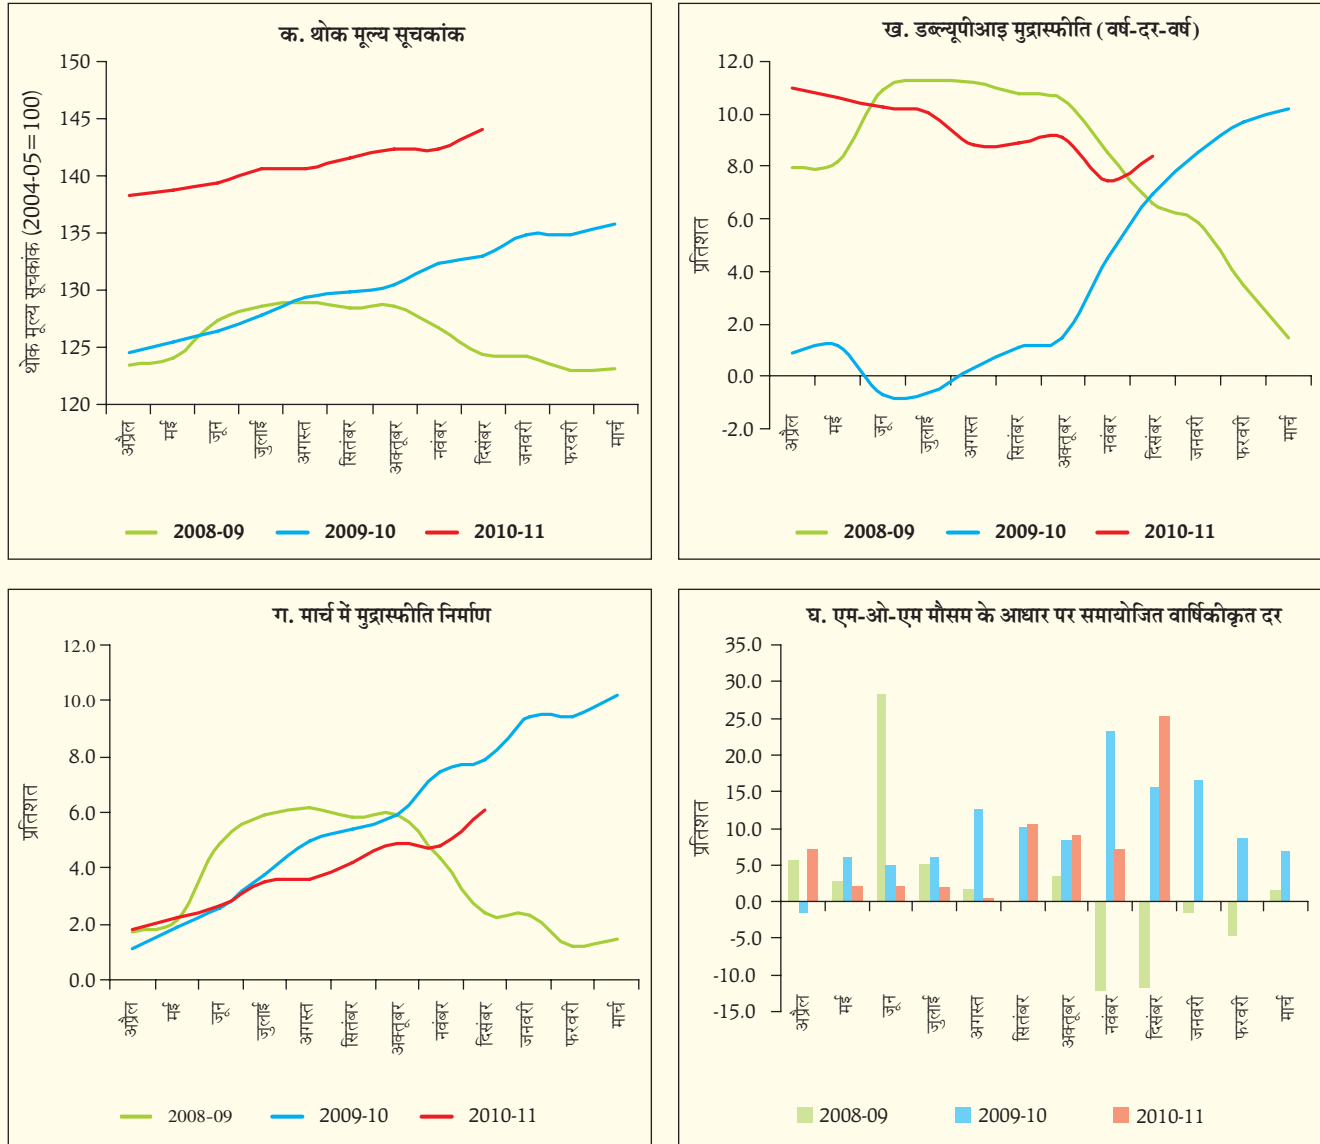 क. थोक मूल्य सूचकांक
थोक मूल्य सूचकांक (2004-05=100)
150
145
140
135
130
125
120
अप्रैल
मई
जून
जुलाई
अगस्त
सितंबर
अक्तूबर
नवंबर
दिसंबर
जनवरी
फरवरी
मार्च
2008-09 2009-10 2010-11
ख. डब्ल्यूपीआइ मुद्रास्फीति (वर्ष-दर-वर्ष)
प्रतिशत
12.0
10.0
8.0
6.0
4.0
2.0
0.0
-2.0
अप्रैल
मई
जून
जुलाई
अगस्त
सितंबर
अक्तूबर
नवंबर
दिसंबर
जनवरी
फरवरी
मार्च
2008-09 2009-10 2010-11
ग. मार्च में मुद्रास्फीति निर्माण
प्रतिशत
12.0
10.0
8.0
6.0
4.0
2.0
0.0
अप्रैल
मई
जून
जुलाई
अगस्त
सितंबर
अक्तूबर
नवंबर
दिसंबर
जनवरी
फरवरी
मार्च
2008-09 2009-10 2010-11
घ. एम-ओ-एम मौसम के आधार पर समायोजित वार्षिकीकृत दर
प्रतिशत
35.0
30.0
25.0
20.0
15.0
10.0
5.0
0.0
-5.0
-10.0
-15.0
अप्रैल
मई
जून
जुलाई
अगस्त
सितंबर
अक्तूबर
नवंबर
दिसंबर
जनवरी
फरवरी
मार्च
2008-09 2009-10 2010-11